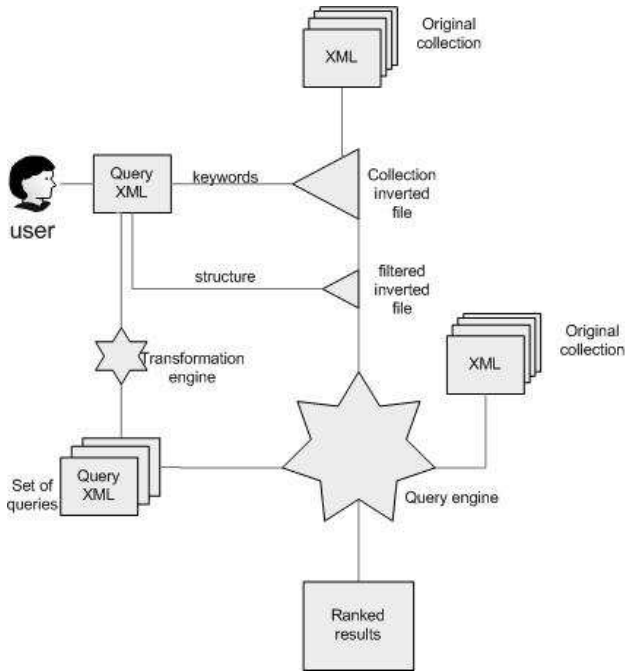 Original
collection
XML
Query
XML
keywords
Collection
inverted
file
user
structure
filtered
inverted
file
Transformation
engine
Original
collection
XML
Set of
queries
Query
XML
Query engine
Ranked
results